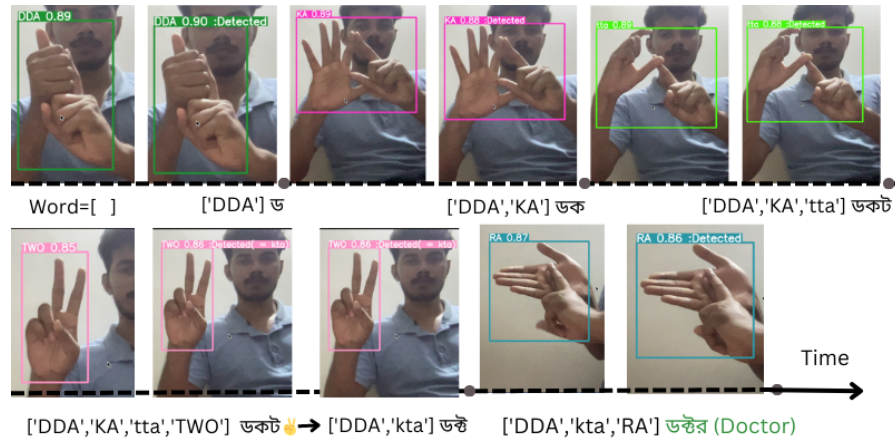 DDA 0.89
DDA 0.90 :Detected
KA 0.89
KA 0.88 :Detected
tta 0.89
tta 0.88 :Detected
Word=[ ]
['DDA'] ড
['DDA','KA'] ডক
['DDA','KA','tta'] ডকট
TWO 0.85
TWO 0.86 :Detected( = kta)
TWO 0.86 :Detected( = kta)
RA 0.87
RA 0.86 :Detected
Time
['DDA','KA','tta','TWO'] ডকট✌️➔ ['DDA','kta'] ডক্ট
['DDA','kta','RA'] ডক্টর (Doctor)